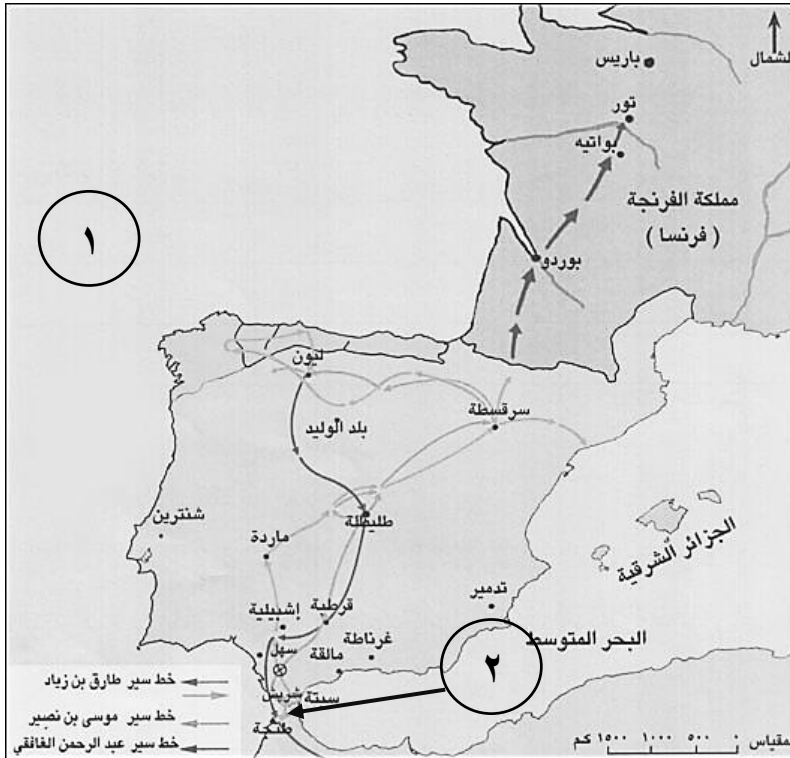 الشمال
باريس
تور
بواتيه
مملكة الفرنجة
( فرنسا )
١
بوردو
ليون
سرقسطة
بلد الوليد
طليطلة
شنترين
ماردة
الجزائر الشرقية
تدمير
قرطبة
إشبيلية
غرناطة
البحر المتوسط
مالقة
سهل
شريش
٢
سبتة
طنجة
خط سير طارق بن زياد
خط سير موسى بن نصير
خط سير عبد الرحمن الغافقي
مقياس ٠ ٥٠٠ ١٠٠٠ ١٥٠٠ كم